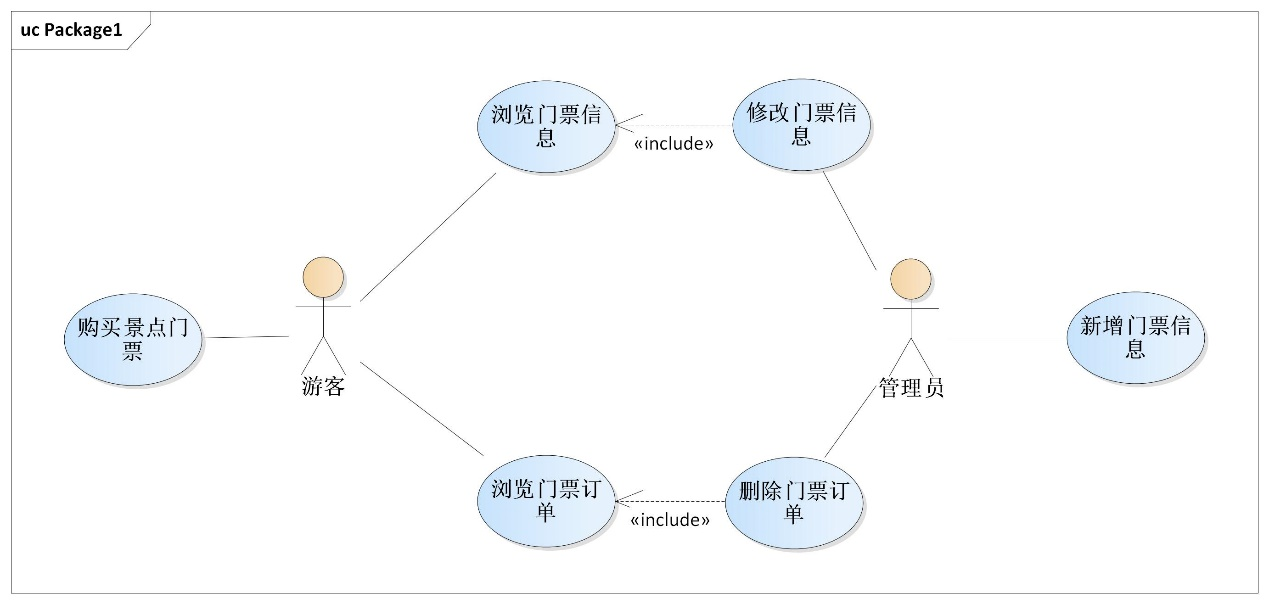 uc Package1
浏览门票信
息
«include»
修改门票信
息
购买景点门
票
游客
管理员
新增门票信
息
浏览门票订
单
«include»
删除门票订
单